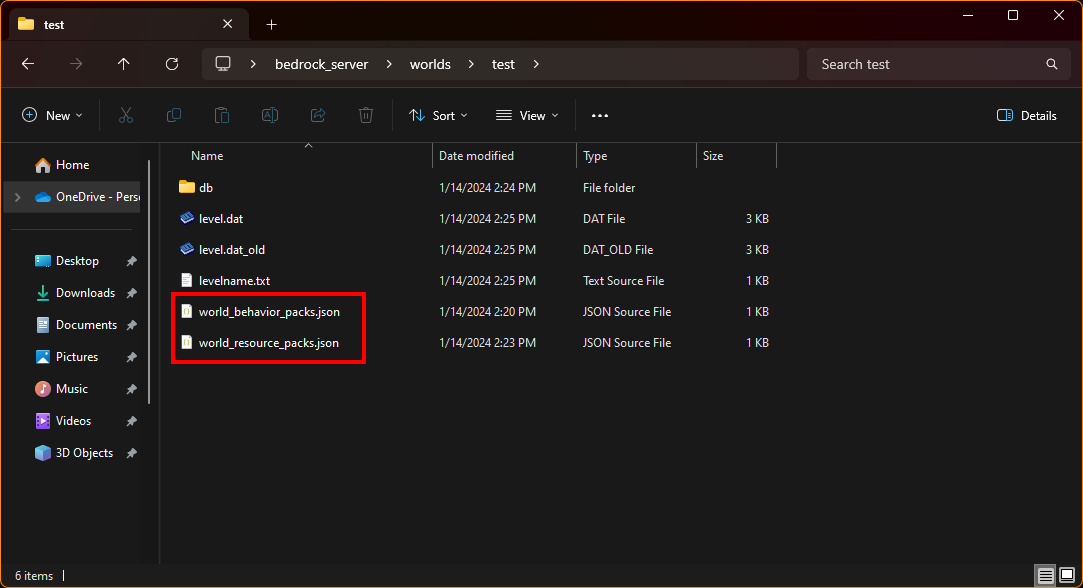 test
bedrock_server > worlds > test >
Search test
New
Sort
View
Details
Name Date modified Type Size
Home
OneDrive - Pers
Desktop
Downloads
Documents
Pictures
Music
Videos
3D Objects
db 1/14/2024 2:24 PM File folder
level.dat 1/14/2024 2:25 PM DAT File 3 KB
level.dat_old 1/14/2024 2:25 PM DAT_OLD File 3 KB
levelname.txt 1/14/2024 2:25 PM Text Source File 1 KB
world_behavior_packs.json 1/14/2024 2:20 PM JSON Source File 1 KB
world_resource_packs.json 1/14/2024 2:23 PM JSON Source File 1 KB
6 items